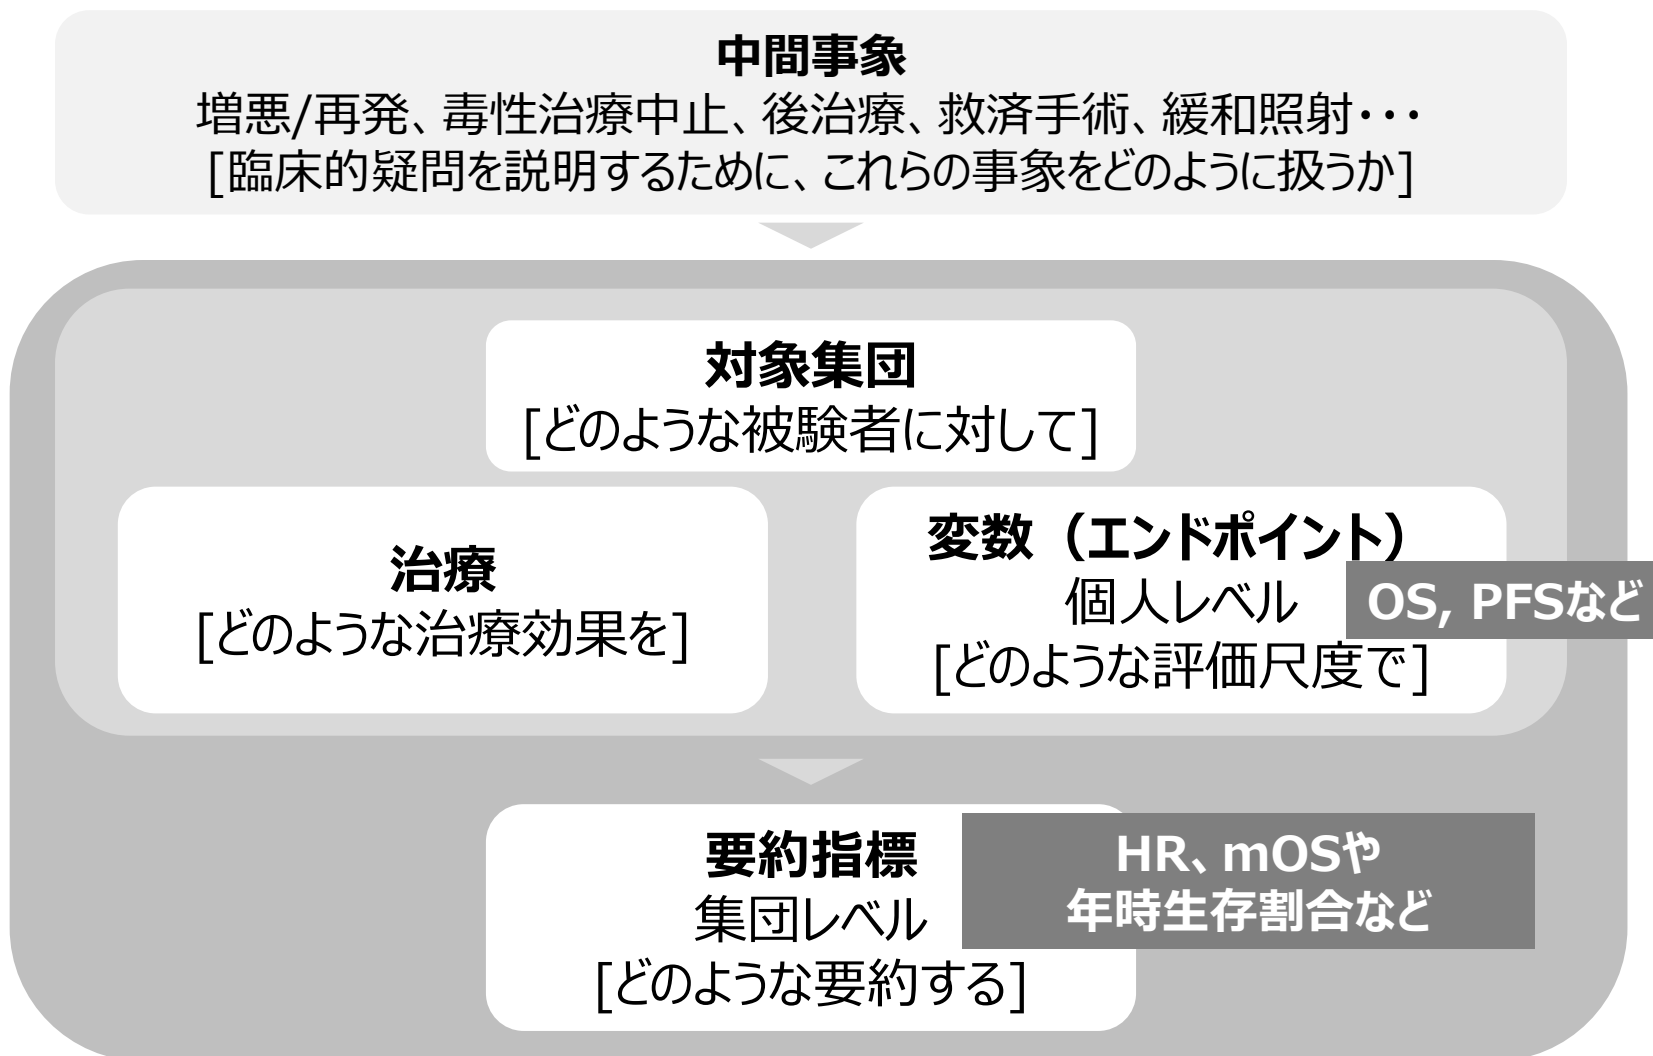 中間事象
増悪/再発、毒性治療中止、後治療、救済手術、緩和照射・・・
[臨床的疑問を説明するために、これらの事象をどのように扱うか]
対象集団
[どのような被験者に対して]
治療
[どのような治療効果を]
変数（エンドポイント）
個人レベル
[どのような評価尺度で]
OS, PFSなど
要約指標
集団レベル
[どのような要約する]
HR、mOSや
年時生存割合など